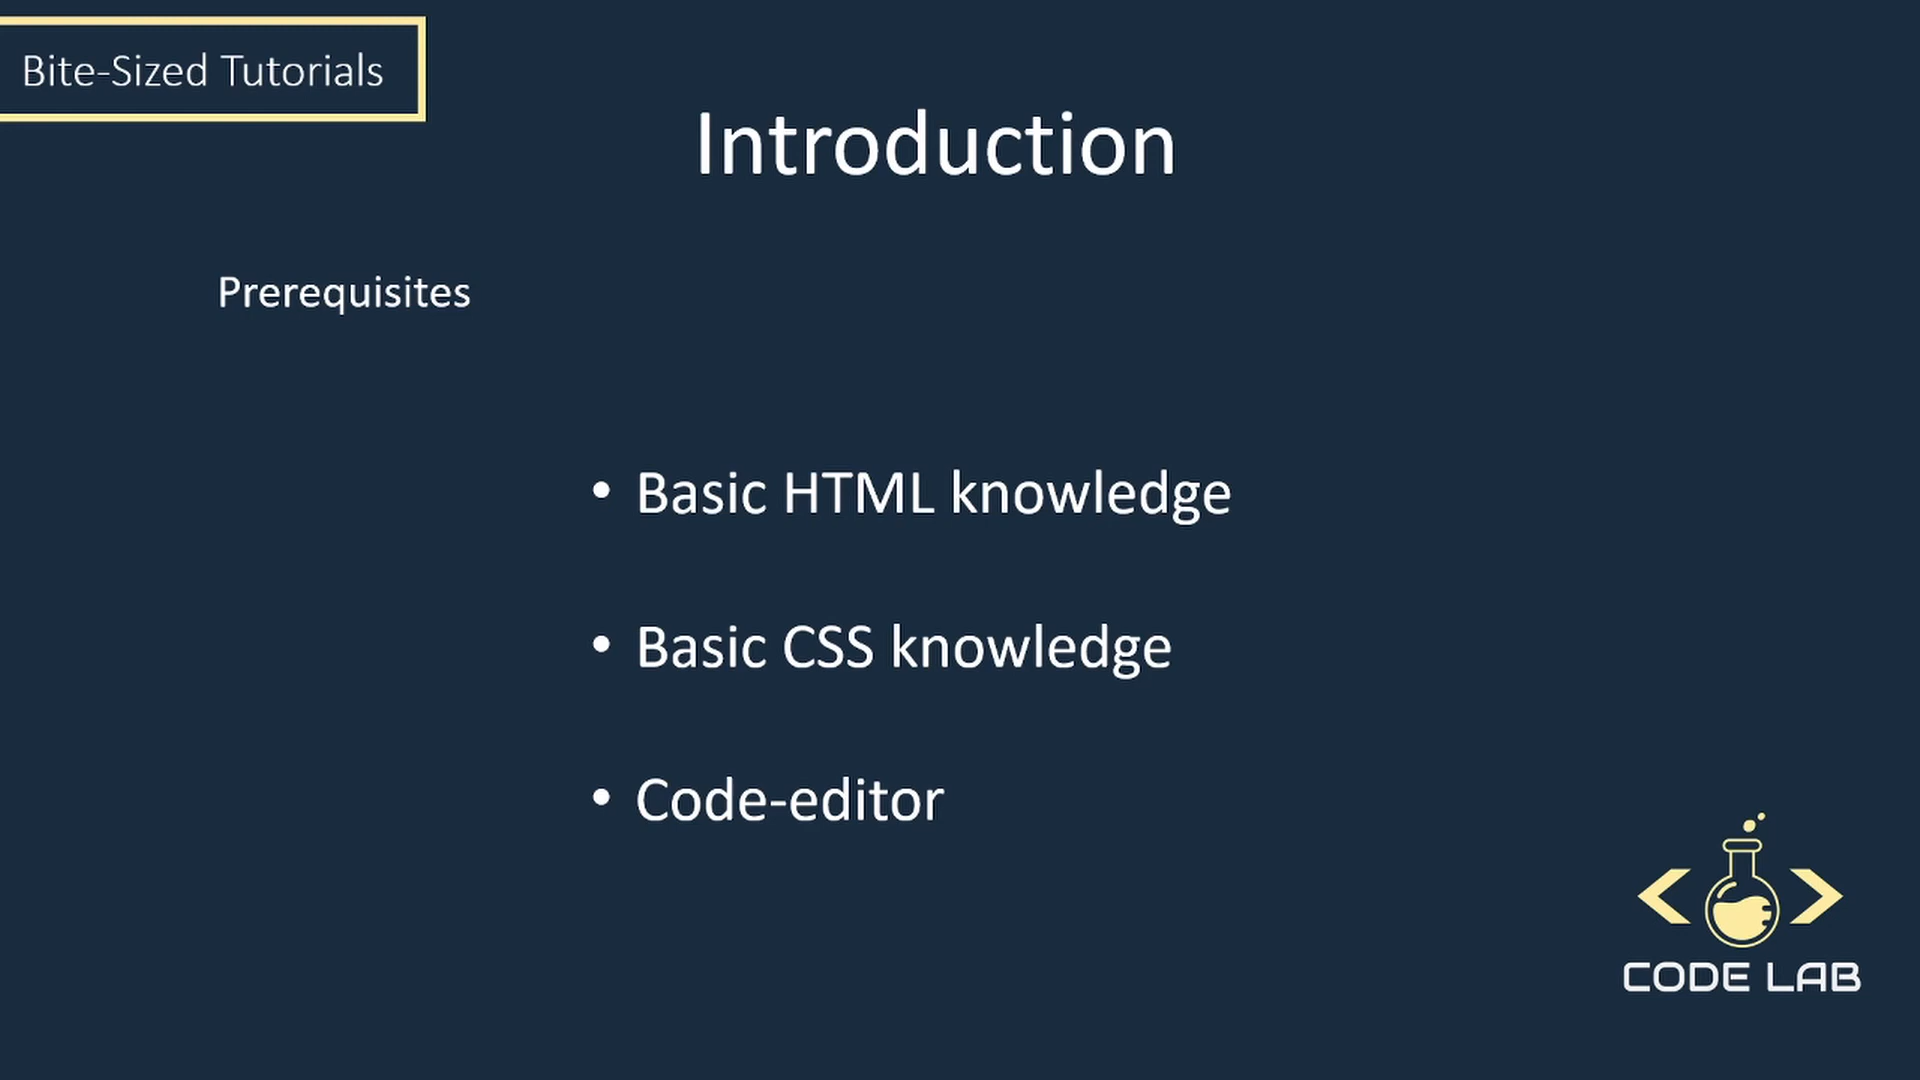 Bite-Sized Tutorials
Introduction
Prerequisites
• Basic HTML knowledge
• Basic CSS knowledge
• Code-editor
CODE LAB